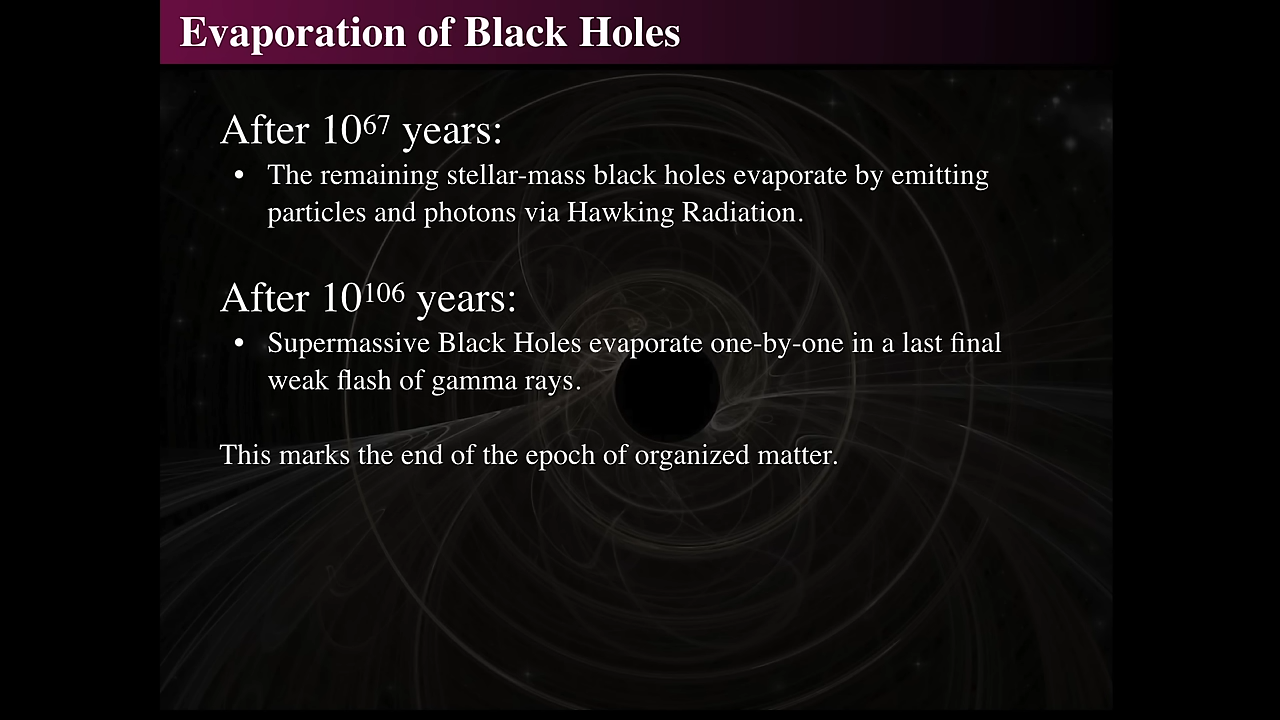 Evaporation of Black Holes
After 10⁶⁷ years:
• The remaining stellar-mass black holes evaporate by emitting
particles and photons via Hawking Radiation.
After 10¹⁰⁶ years:
• Supermassive Black Holes evaporate one-by-one in a last final
weak flash of gamma rays.
This marks the end of the epoch of organized matter.